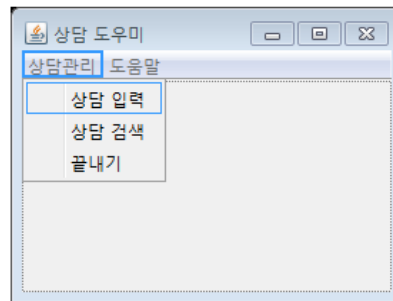 상담 도우미
상담관리 도움말
상담 입력
상담 검색
끝내기